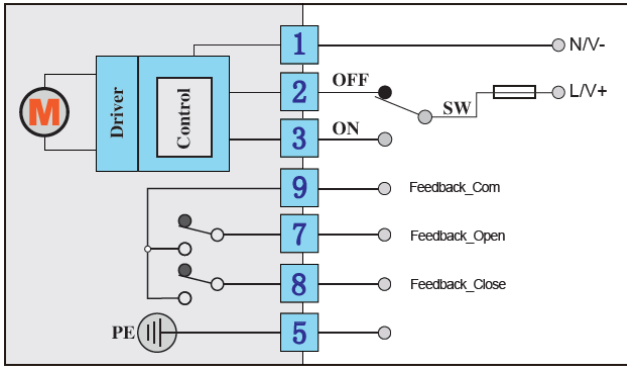 1
N/V-
2
OFF
SW
L/V+
3
ON
M
Driver
Control
9
Feedback_Com
7
Feedback_Open
8
Feedback_Close
PE
5